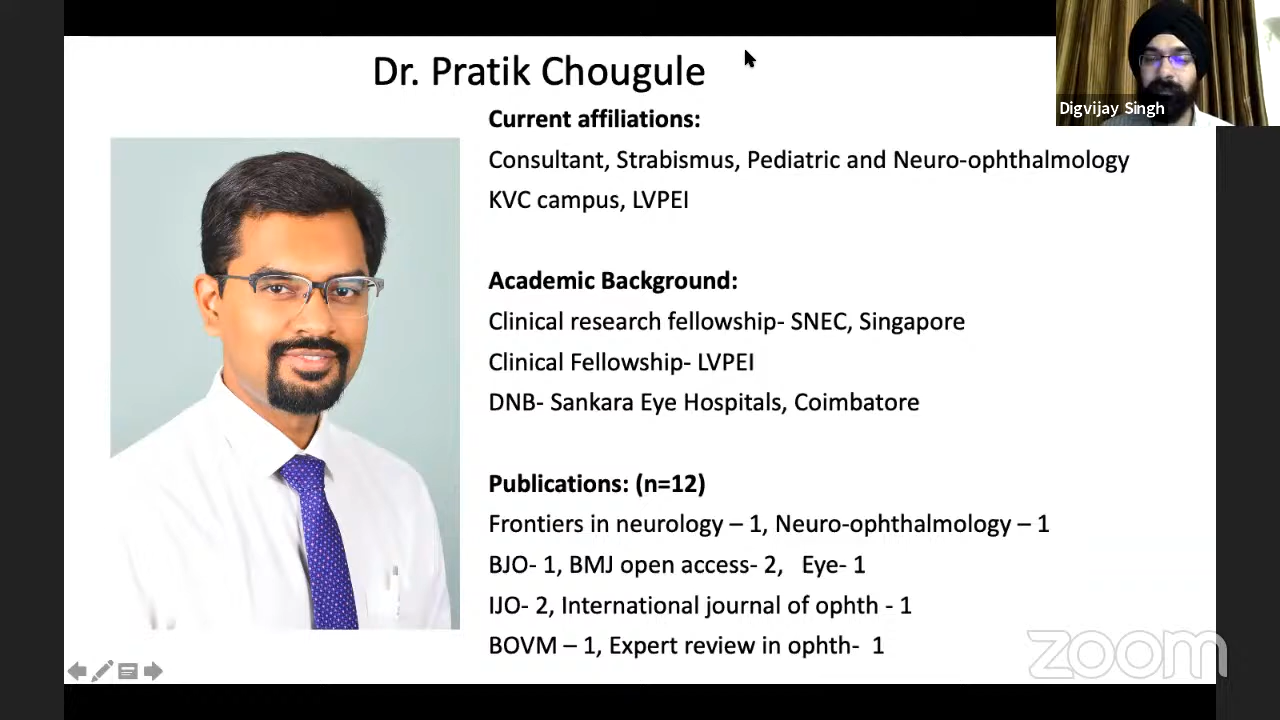 Dr. Pratik Chougule
Digvijay Singh
Current affiliations:
Consultant, Strabismus, Pediatric and Neuro-ophthalmology
KVC campus, LVPEI
Academic Background:
Clinical research fellowship- SNEC, Singapore
Clinical Fellowship- LVPEI
DNB- Sankara Eye Hospitals, Coimbatore
Publications: (n=12)
Frontiers in neurology – 1, Neuro-ophthalmology – 1
BJO- 1, BMJ open access- 2, Eye- 1
IJO- 2, International journal of ophth - 1
BOVM – 1, Expert review in ophth- 1
zoom